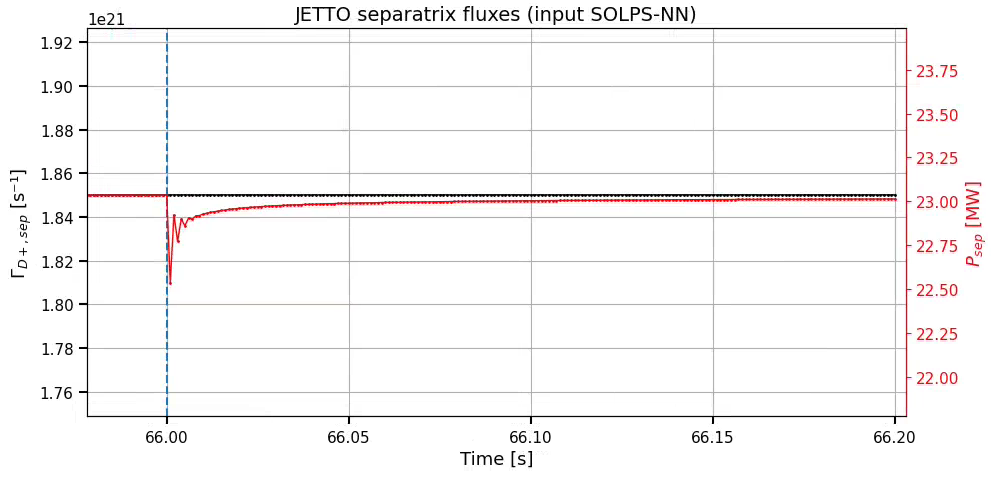 JETTO separatrix fluxes (input SOLPS-NN)
1e21
1.92
1.90
1.88
1.86
1.84
1.82
1.80
1.78
1.76
Γ_{D+,sep} [s⁻¹]
23.75
23.50
23.25
23.00
22.75
22.50
22.25
22.00
P_{sep} [MW]
66.00 66.05 66.10 66.15 66.20
Time [s]